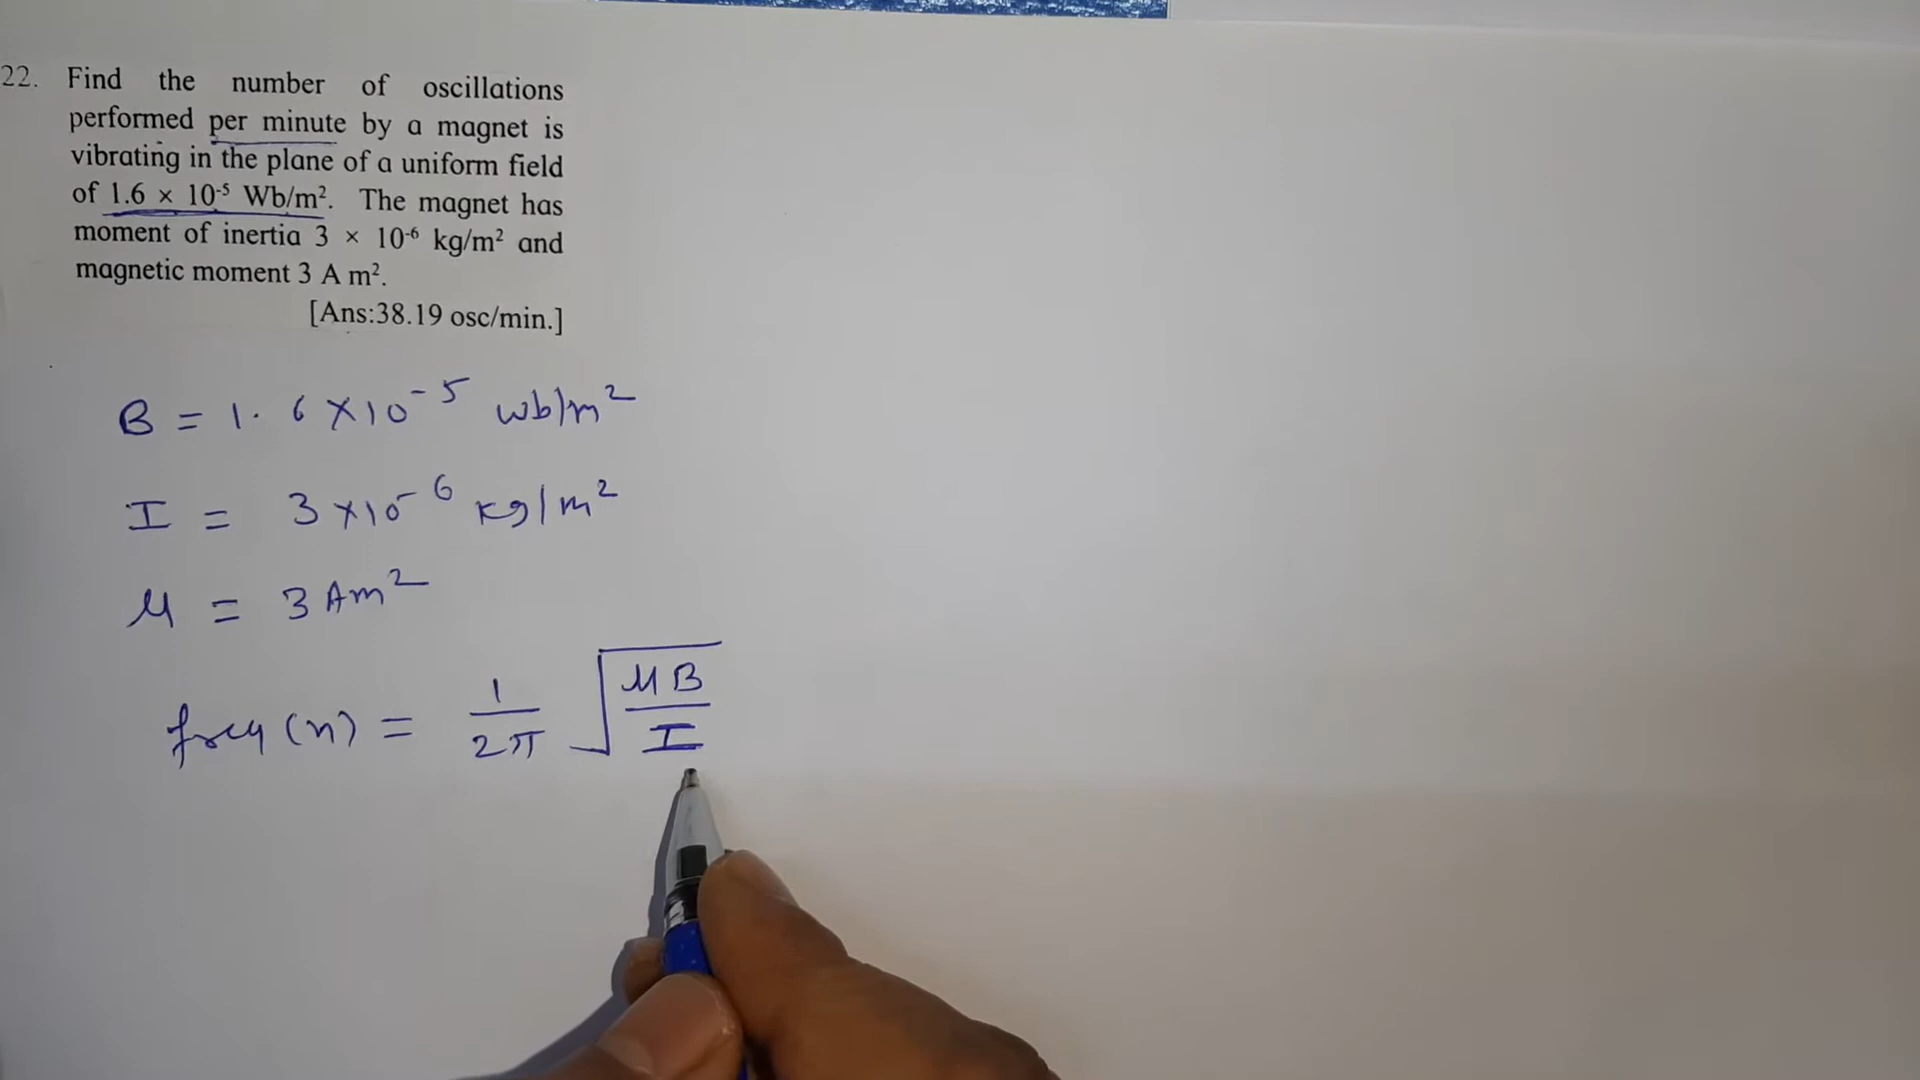 22. Find the number of oscillations
performed per minute by a magnet is
vibrating in the plane of a uniform field
of 1.6 × 10⁻⁵ Wb/m². The magnet has
moment of inertia 3 × 10⁻⁶ kg/m² and
magnetic moment 3 A m².
[Ans:38.19 osc/min.]
B = 1.6 × 10⁻⁵ wb/m²
I = 3 × 10⁻⁶ kg/m²
M = 3 Am²
freq (n) = 1/2π √(MB/I)